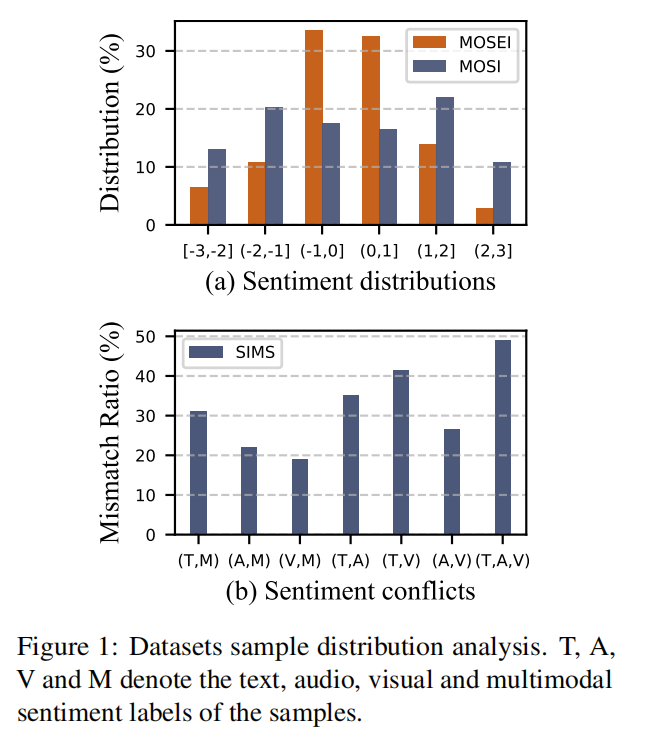 Distribution (%)
30
20
10
0
MOSEI
MOSI
[-3,-2] (-2,-1] (-1,0] (0,1] (1,2] (2,3]
(a) Sentiment distributions
Mismatch Ratio (%)
50
40
30
20
10
0
SIMS
(T,M) (A,M) (V,M) (T,A) (T,V) (A,V) (T,A,V)
(b) Sentiment conflicts
Figure 1: Datasets sample distribution analysis. T, A,
V and M denote the text, audio, visual and multimodal
sentiment labels of the samples.